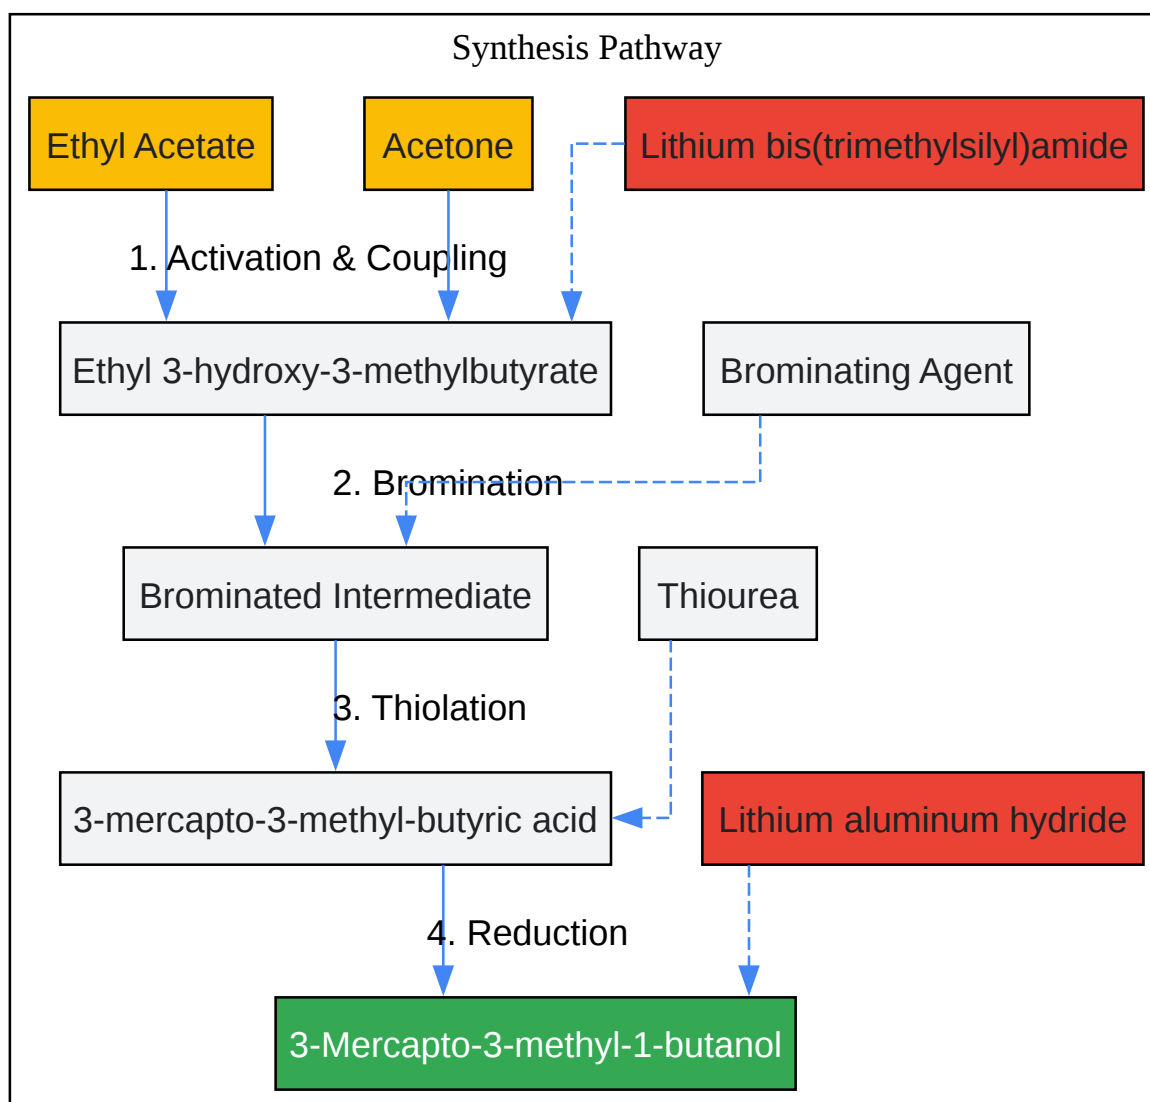 Synthesis Pathway
Ethyl Acetate
Acetone
Lithium bis(trimethylsilyl)amide
1. Activation & Coupling
Ethyl 3-hydroxy-3-methylbutyrate
Brominating Agent
2. Bromination
Brominated Intermediate
Thiourea
3. Thiolation
3-mercapto-3-methyl-butyric acid
Lithium aluminum hydride
4. Reduction
3-Mercapto-3-methyl-1-butanol